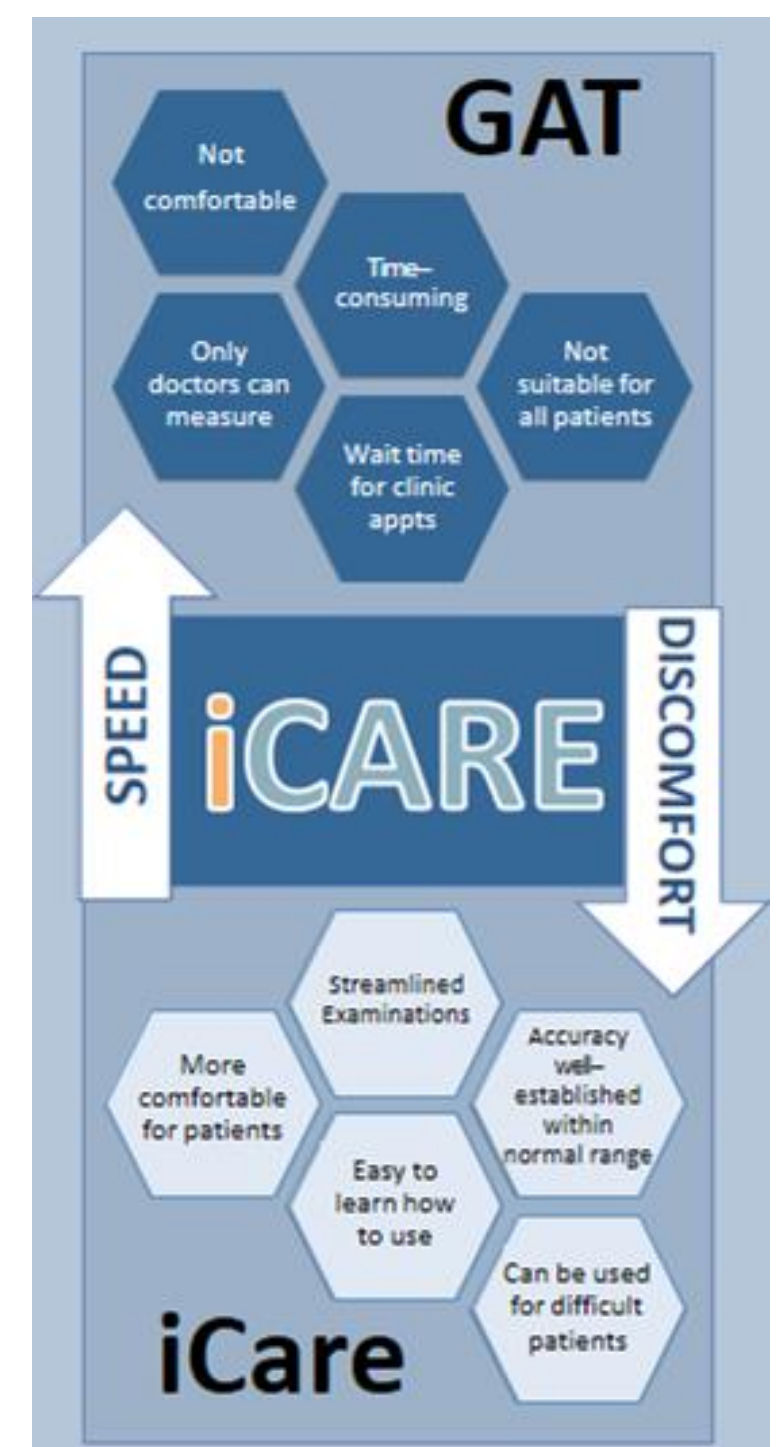 GAT
Not
comfortable
Time–
consuming
Only
doctors can
measure
Not
suitable for
all patients
Wait time
for clinic
appts
SPEED
iCARE
DISCOMFORT
Streamlined
Examinations
More
comfortable
for patients
Accuracy
well–
established
within
normal range
Easy to
learn how
to use
Can be used
for difficult
patients
iCare